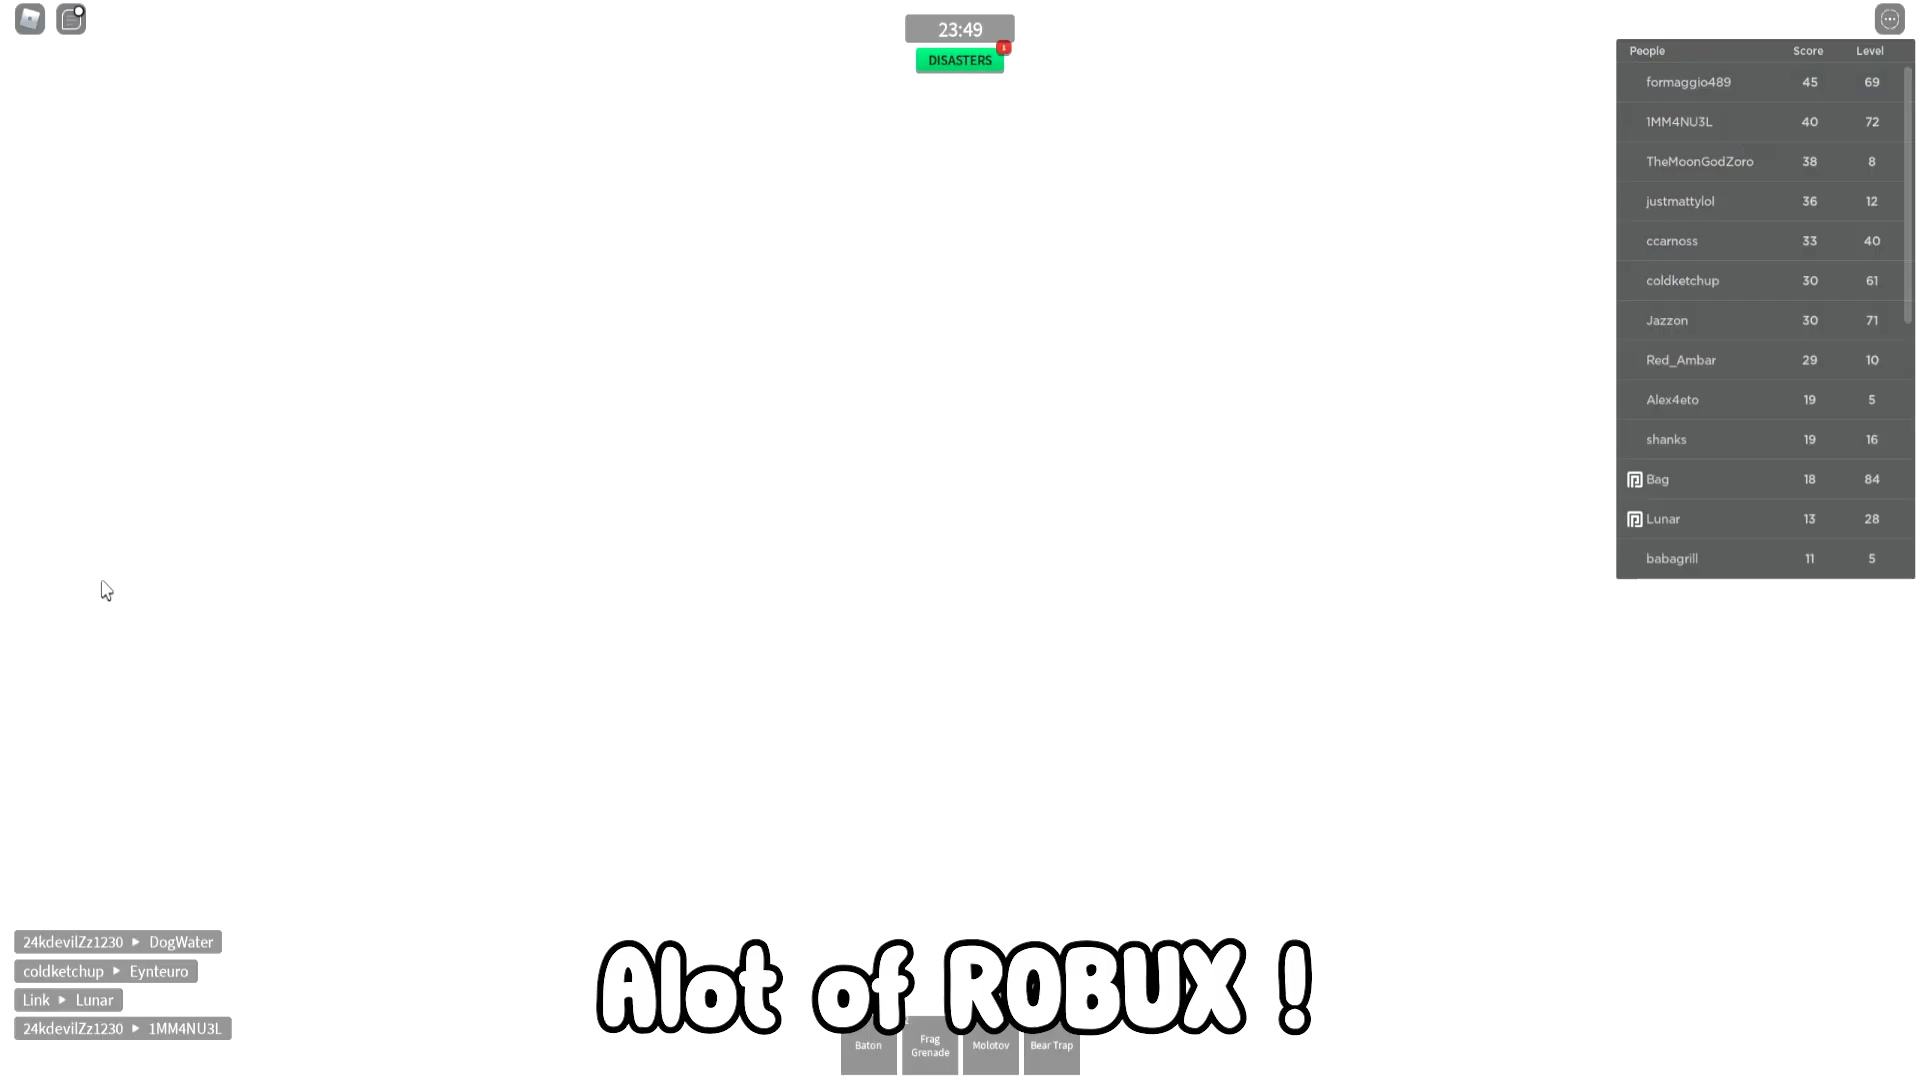 23:49
DISASTERS
1
People Score Level
formaggio489 45 69
1MM4NU3L 40 72
TheMoonGodZoro 38 8
justmattylol 36 12
ccarnoss 33 40
coldketchup 30 61
Jazzon 30 71
Red_Ambar 29 10
Alex4eto 19 5
shanks 19 16
Bag 18 84
Lunar 13 28
babagrill 11 5
24kdevilZz1230 ▸ DogWater
coldketchup ▸ Eynteuro
Link ▸ Lunar
24kdevilZz1230 ▸ 1MM4NU3L
Alot of ROBUX !
Baton
Frag Grenade
Molotov
Bear Trap